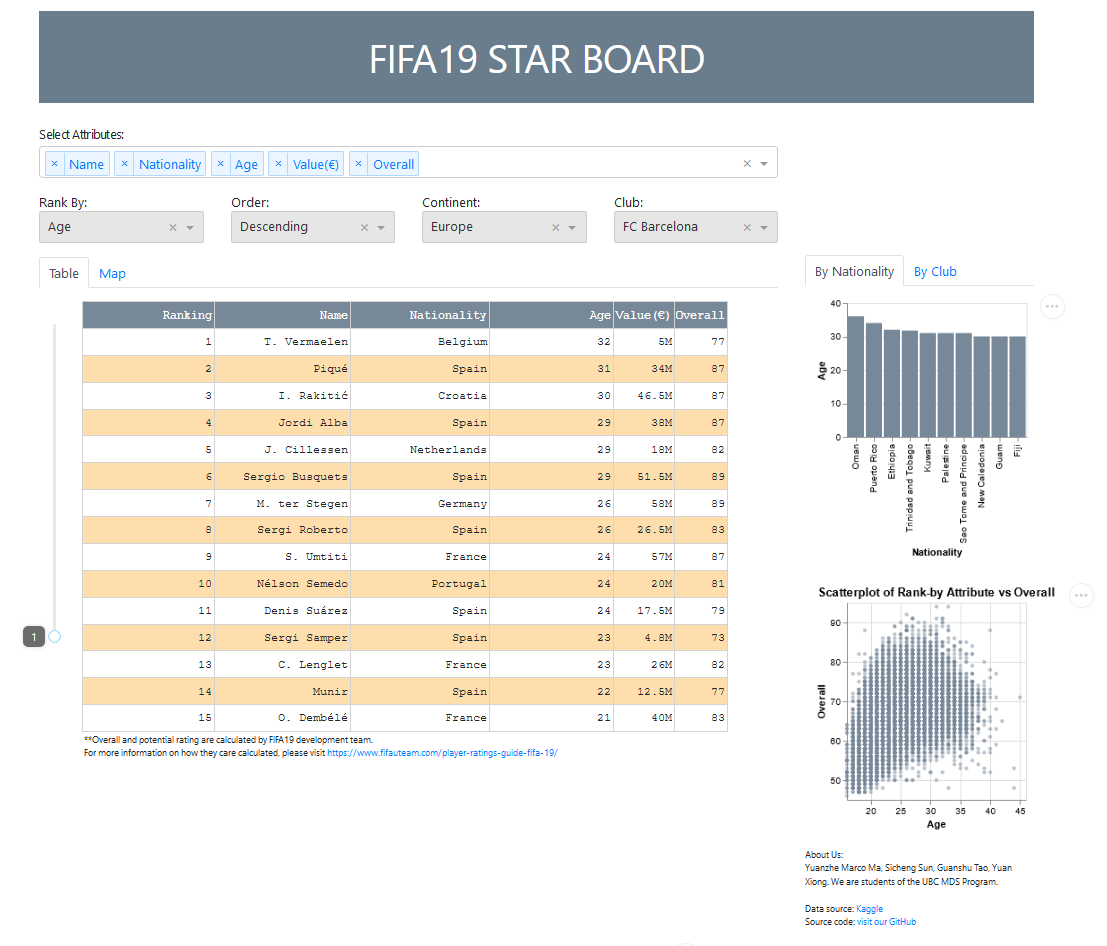 FIFA19 STAR BOARD
Select Attributes:
× Name × Nationality × Age × Value(€) × Overall
Rank By: Order: Continent: Club:
Age Descending Europe FC Barcelona
Table Map
Ranking Name Nationality Age Value(€) Overall
1 T. Vermaelen Belgium 32 5M 77
2 Piqué Spain 31 34M 87
3 I. Rakitić Croatia 30 46.5M 87
4 Jordi Alba Spain 29 38M 87
5 J. Cillessen Netherlands 29 18M 82
6 Sergio Busquets Spain 29 51.5M 89
7 M. ter Stegen Germany 26 58M 89
8 Sergi Roberto Spain 26 26.5M 83
9 S. Umtiti France 24 57M 87
10 Nélson Semedo Portugal 24 20M 81
11 Denis Suárez Spain 24 17.5M 79
12 Sergi Samper Spain 23 4.8M 73
13 C. Lenglet France 23 26M 82
14 Munir Spain 22 12.5M 77
15 O. Dembélé France 21 40M 83
1
**Overall and potential rating are calculated by FIFA19 development team.
For more information on how they care calculated, please visit https://www.fifauteam.com/player-ratings-guide-fifa-19/
By Nationality By Club
40
30
20
10
0
Age
Oman
Puerto Rico
Ethiopia
Trinidad and Tobago
Kuwait
Palestine
Sao Tome and Principe
New Caledonia
Guam
Fiji
Nationality
Scatterplot of Rank-by Attribute vs Overall
90
80
70
60
50
Overall
20 25 30 35 40 45
Age
About Us:
Yuanzhe Marco Ma, Sicheng Sun, Guanshu Tao, Yuan
Xiong. We are students of the UBC MDS Program.
Data source: Kaggle
Source code: visit our GitHub